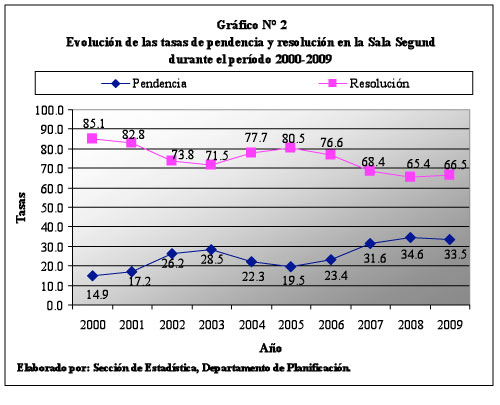 Gráfico N° 2
Evolución de las tasas de pendencia y resolución en la Sala Segund
durante el período 2000-2009
Pendencia Resolución
Tasas
100.0
90.0
80.0
70.0
60.0
50.0
40.0
30.0
20.0
10.0
0.0
85.1 82.8 73.8 71.5 77.7 80.5 76.6 68.4 65.4 66.5
14.9 17.2 26.2 28.5 22.3 19.5 23.4 31.6 34.6 33.5
2000 2001 2002 2003 2004 2005 2006 2007 2008 2009
Año
Elaborado por: Sección de Estadística, Departamento de Planificación.